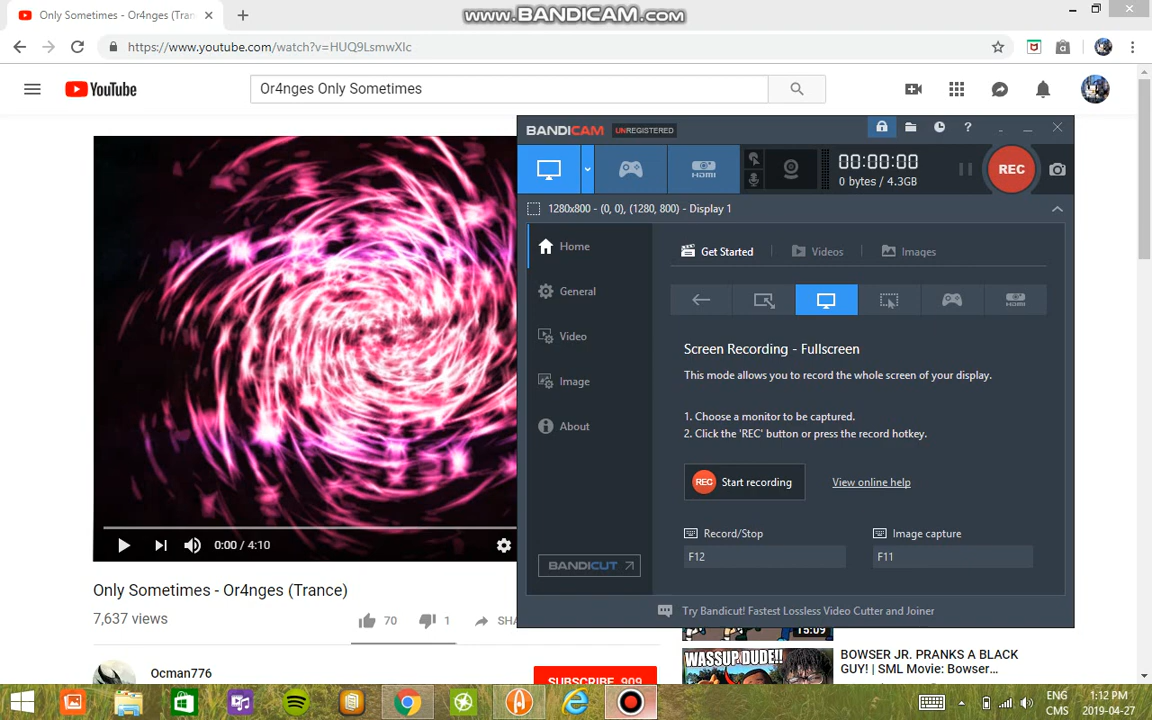 www.BANDICAM.com
Only Sometimes - Or4nges (Tran
https://www.youtube.com/watch?v=HUQ9LsmwXIc
YouTube
Or4nges Only Sometimes
BANDICAM UNREGISTERED
HDMI
00:00:00
0 bytes / 4.3GB
REC
1280x800 - (0, 0), (1280, 800) - Display 1
Home
General
Video
Image
About
BANDICUT
Get Started
Videos
Images
Screen Recording - Fullscreen
This mode allows you to record the whole screen of your display.
1. Choose a monitor to be captured.
2. Click the 'REC' button or press the record hotkey.
REC Start recording
View online help
Record/Stop
Image capture
F12
F11
Try Bandicut! Fastest Lossless Video Cutter and Joiner
0:00 / 4:10
Only Sometimes - Or4nges (Trance)
7,637 views
70
1
SHA
Ocman776
SUBSCRIBE 909
15:09
WASSUP DUDE!!
BOWSER JR. PRANKS A BLACK
GUY! | SML Movie: Bowser...
ENG
CMS
1:12 PM
2019-04-27